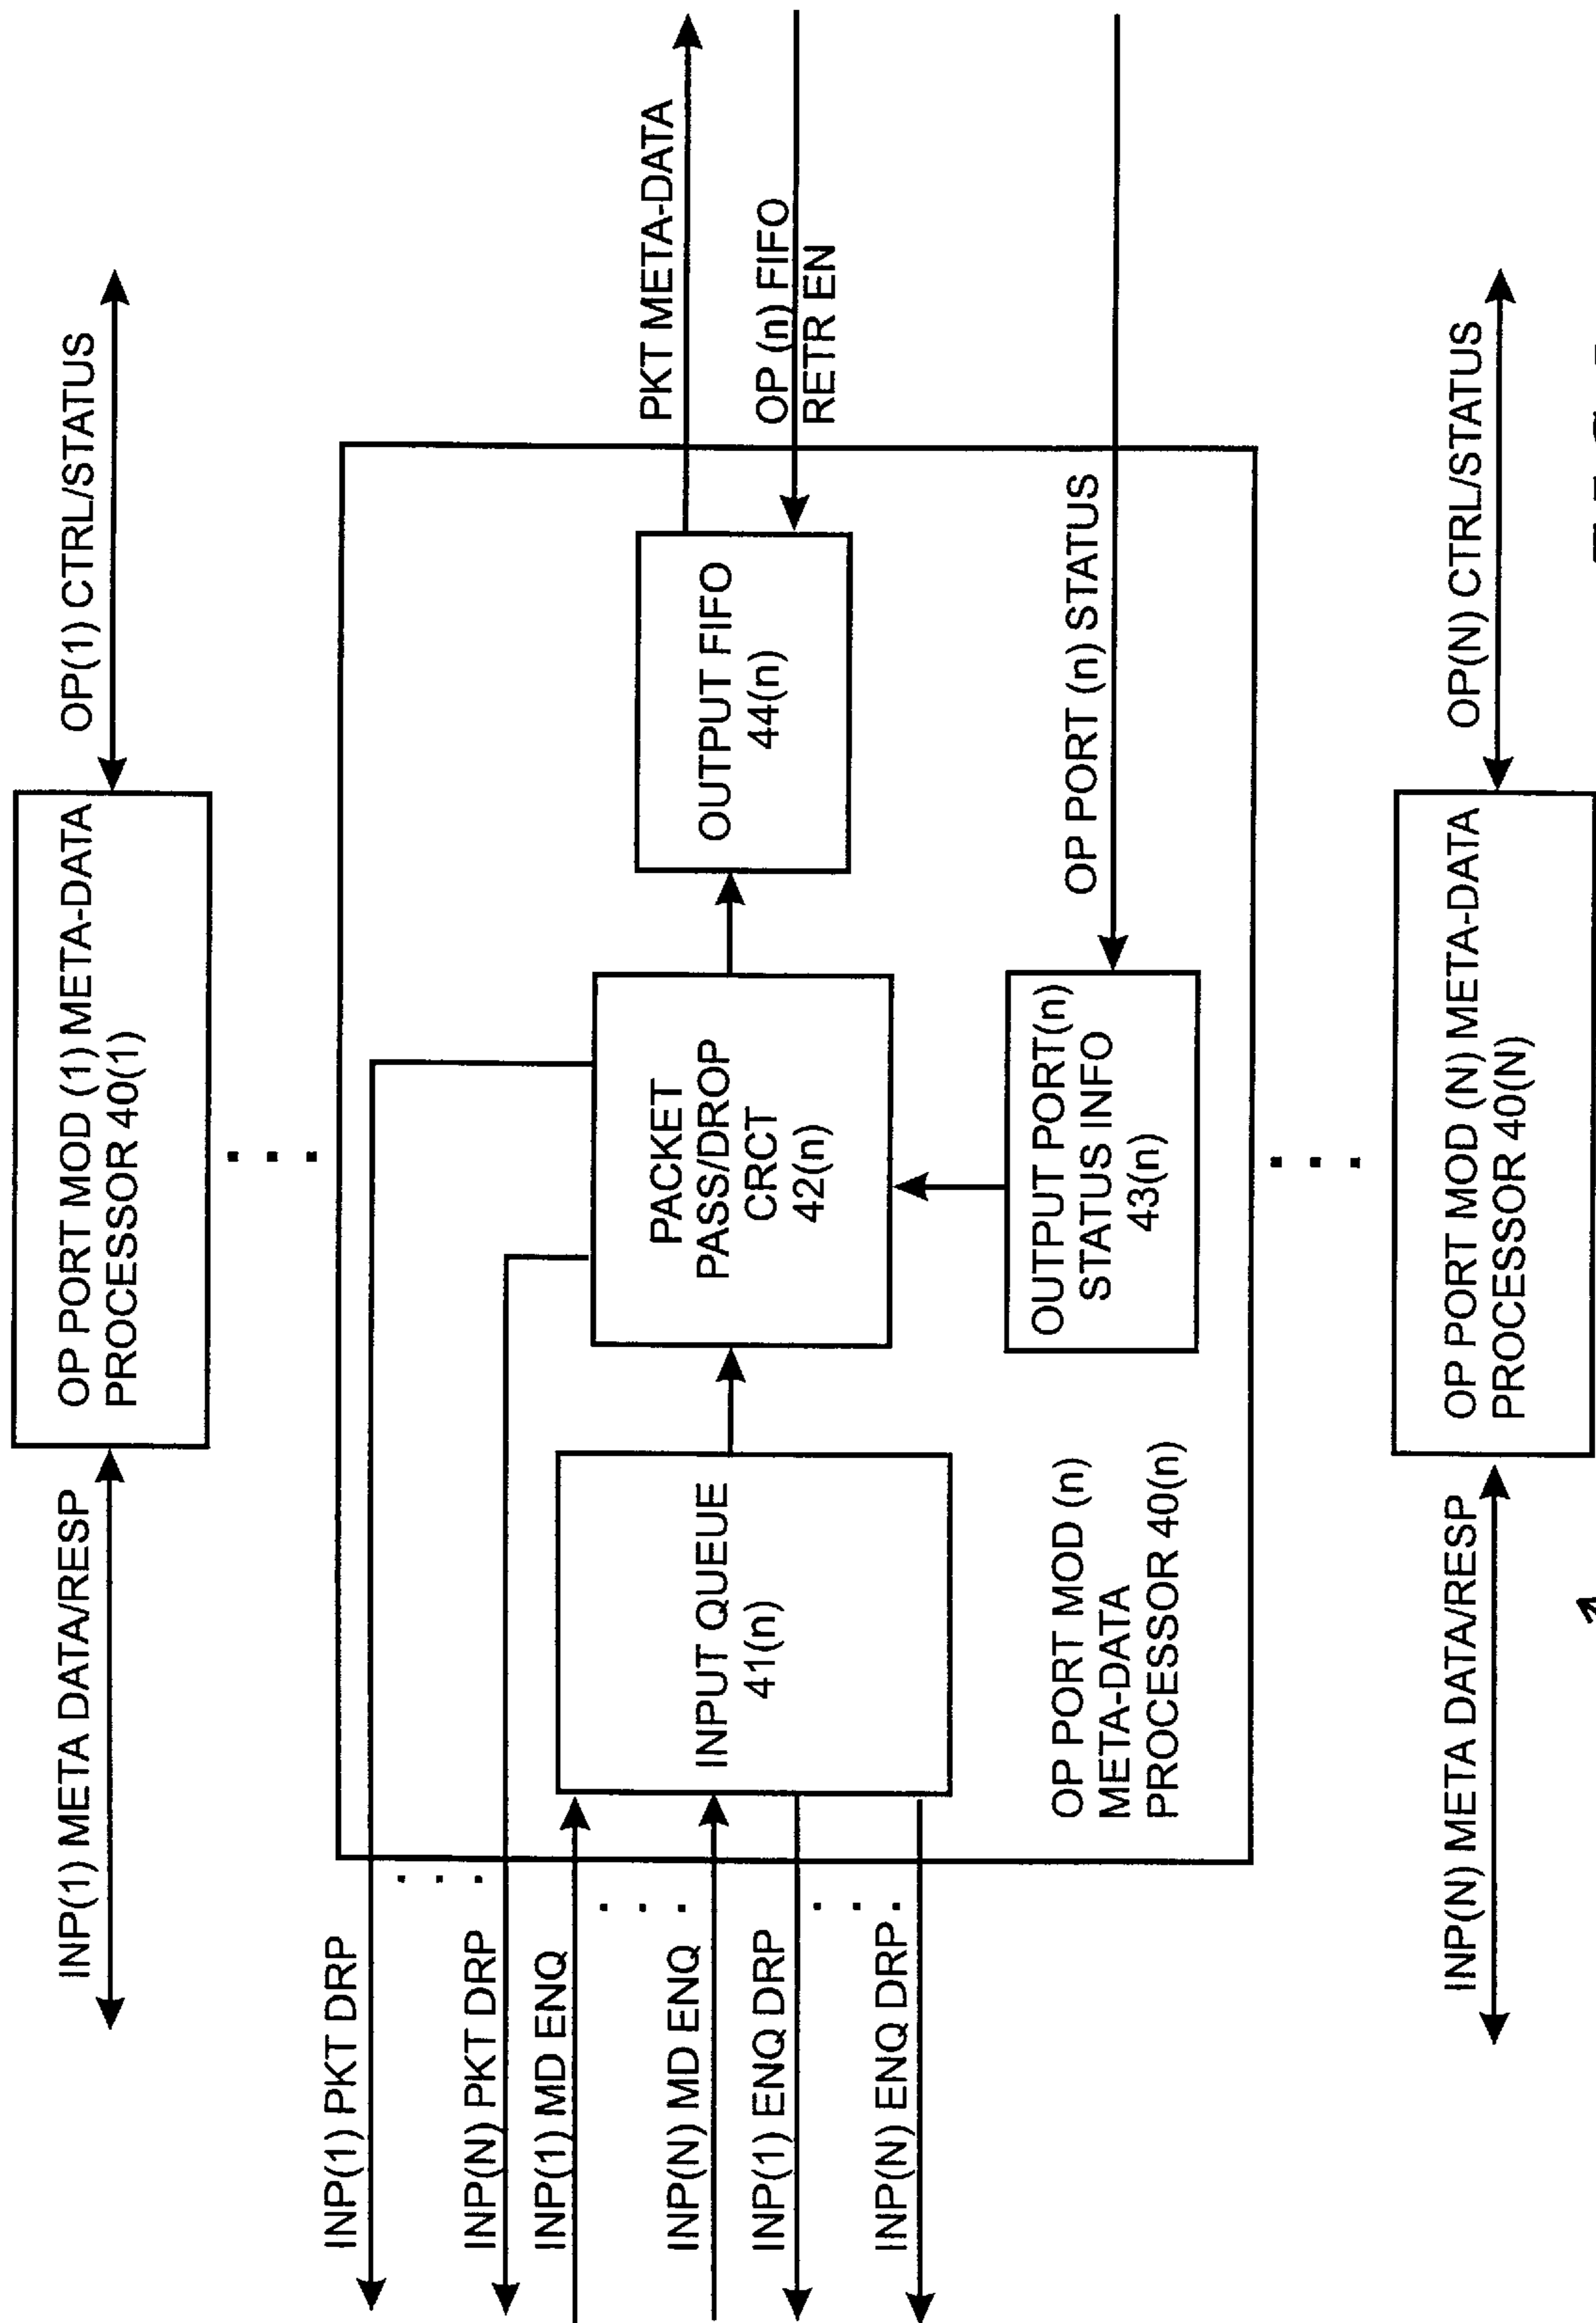 INP(1) META DATA/RESP
OP PORT MOD (1) META-DATA
PROCESSOR 40(1)
OP(1) CTRL/STATUS
INP(1) PKT DRP
INP(N) PKT DRP
INP(1) MD ENQ
INP(N) MD ENQ
INP(1) ENQ DRP
INP(N) ENQ DRP
INPUT QUEUE
41(n)
PACKET
PASS/DROP
CRCT
42(n)
OUTPUT FIFO
44(n)
PKT META-DATA
OP (n) FIFO
RETR EN
OUTPUT PORT(n)
STATUS INFO
43(n)
OP PORT (n) STATUS
OP PORT MOD (n)
META-DATA
PROCESSOR 40(n)
INP(N) META DATA/RESP
OP PORT MOD (N) META-DATA
PROCESSOR 40(N)
OP(N) CTRL/STATUS